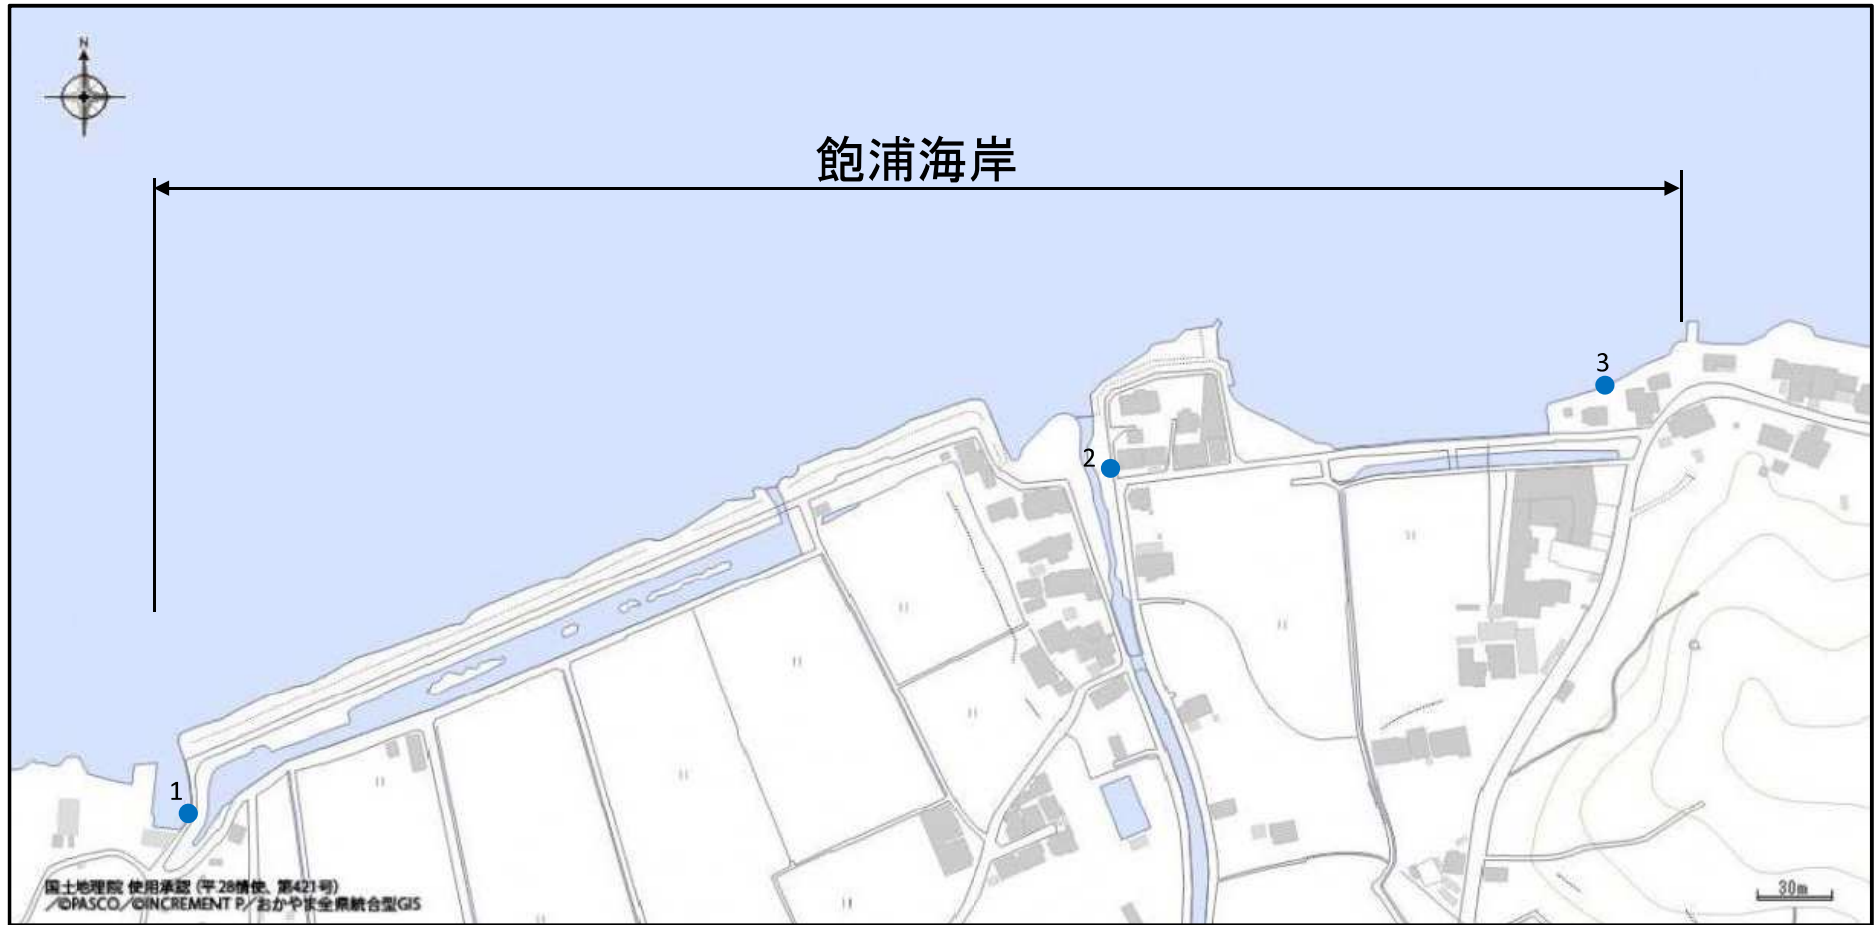 N
飽浦海岸
3
2
1
30m
国土地理院 使用承認 (平.28情使、第421号)
/©PASCO/©INCREMENT P/おかやま全県統合型GIS